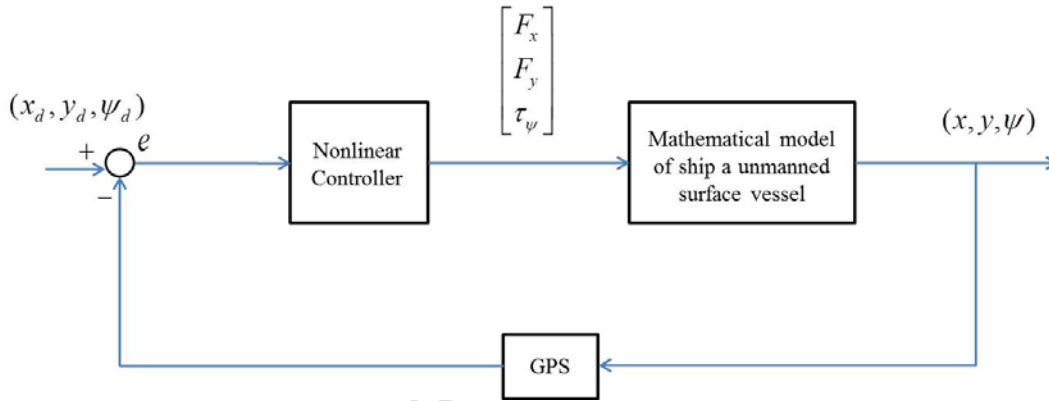 F_x
F_y
τ_ψ
(x_d, y_d, ψ_d)
+
e
−
Nonlinear
Controller
Mathematical model
of ship a unmanned
surface vessel
(x, y, ψ)
GPS